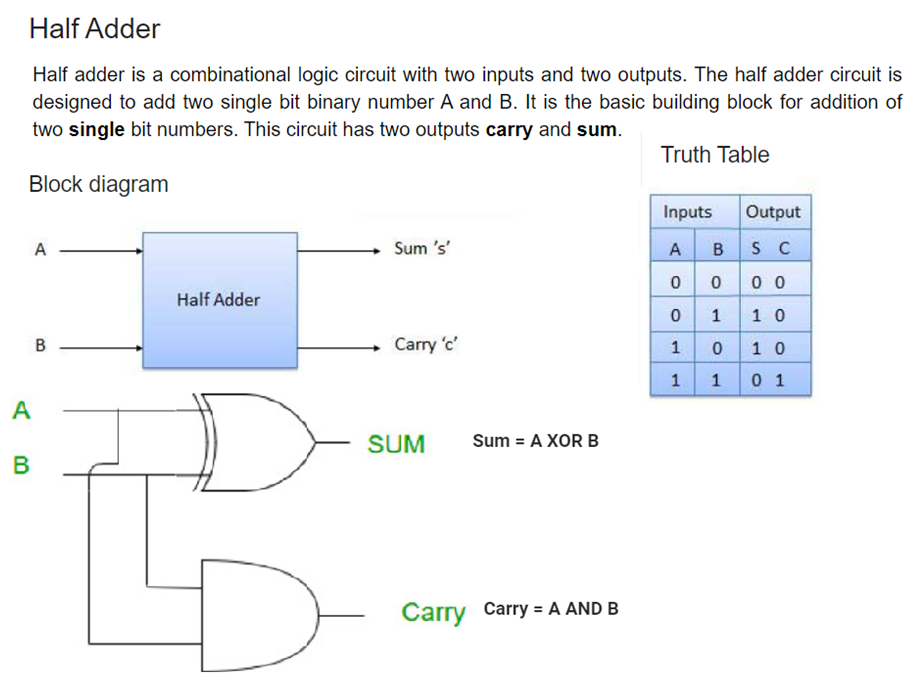 Half Adder
Half adder is a combinational logic circuit with two inputs and two outputs. The half adder circuit is
designed to add two single bit binary number A and B. It is the basic building block for addition of
two single bit numbers. This circuit has two outputs carry and sum.
Truth Table
Block diagram
Inputs Output
A B S C
0 0 0 0
0 1 1 0
1 0 1 0
1 1 0 1
A
Sum 's'
Half Adder
B
Carry 'c'
A
B
SUM
Sum = A XOR B
Carry
Carry = A AND B